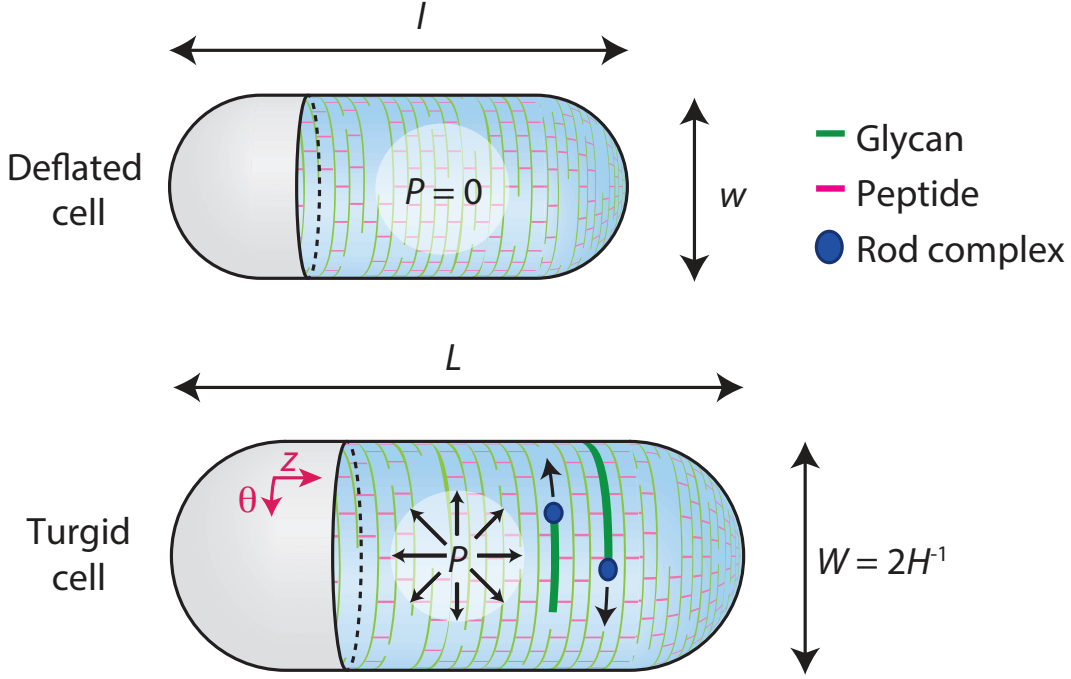 l
Deflated
cell
P = 0
w
Glycan
Peptide
Rod complex
L
z
θ
Turgid
cell
P
W = 2H⁻¹